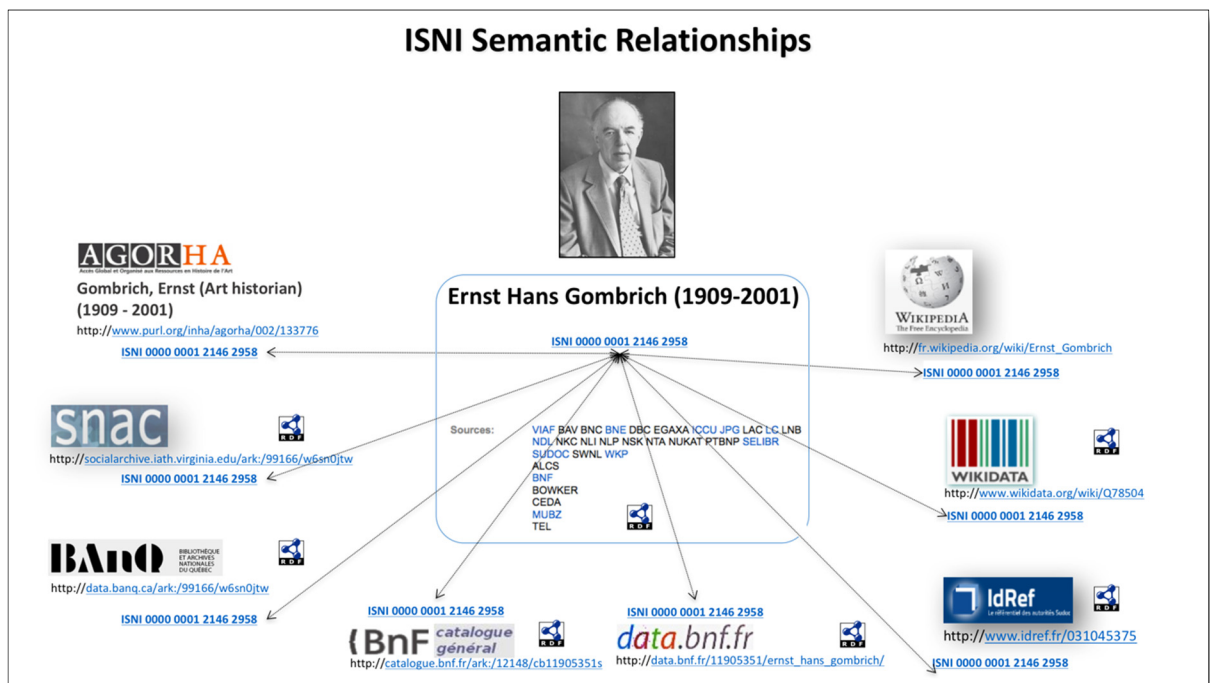 ISNI Semantic Relationships
AGORHA
Accès Global et Organisé aux Ressources en Histoire de l'Art
Gombrich, Ernst (Art historian)
(1909 - 2001)
http://www.purl.org/inha/agorha/002/133776
ISNI 0000 0001 2146 2958
snac
RDF
http://socialarchive.iath.virginia.edu/ark:/99166/w6sn0jtw
ISNI 0000 0001 2146 2958
BAnQ
BIBLIOTHÈQUE
ET ARCHIVES
NATIONALES
DU QUÉBEC
RDF
http://data.banq.ca/ark:/99166/w6sn0jtw
ISNI 0000 0001 2146 2958
Ernst Hans Gombrich (1909-2001)
ISNI 0000 0001 2146 2958
Sources: VIAF BAV BNC BNE DBC EGAXA ICCU JPG LAC LC LNB
NDL NKC NLI NLP NSK NTA NUKAT PTBNP SELIBR
SUDOC SWNL WKP
ALCS
BNF
BOWKER
CEDA
MUBZ
TEL
RDF
ISNI 0000 0001 2146 2958
{BnF catalogue
général
RDF
http://catalogue.bnf.fr/ark:/12148/cb11905351s
ISNI 0000 0001 2146 2958
data.bnf.fr
RDF
http://data.bnf.fr/11905351/ernst_hans_gombrich/
WIKIPEDIA
The Free Encyclopedia
http://fr.wikipedia.org/wiki/Ernst_Gombrich
ISNI 0000 0001 2146 2958
WIKIDATA
RDF
http://www.wikidata.org/wiki/Q78504
ISNI 0000 0001 2146 2958
IdRef
Le référentiel des autorités Sudoc
RDF
http://www.idref.fr/031045375
ISNI 0000 0001 2146 2958